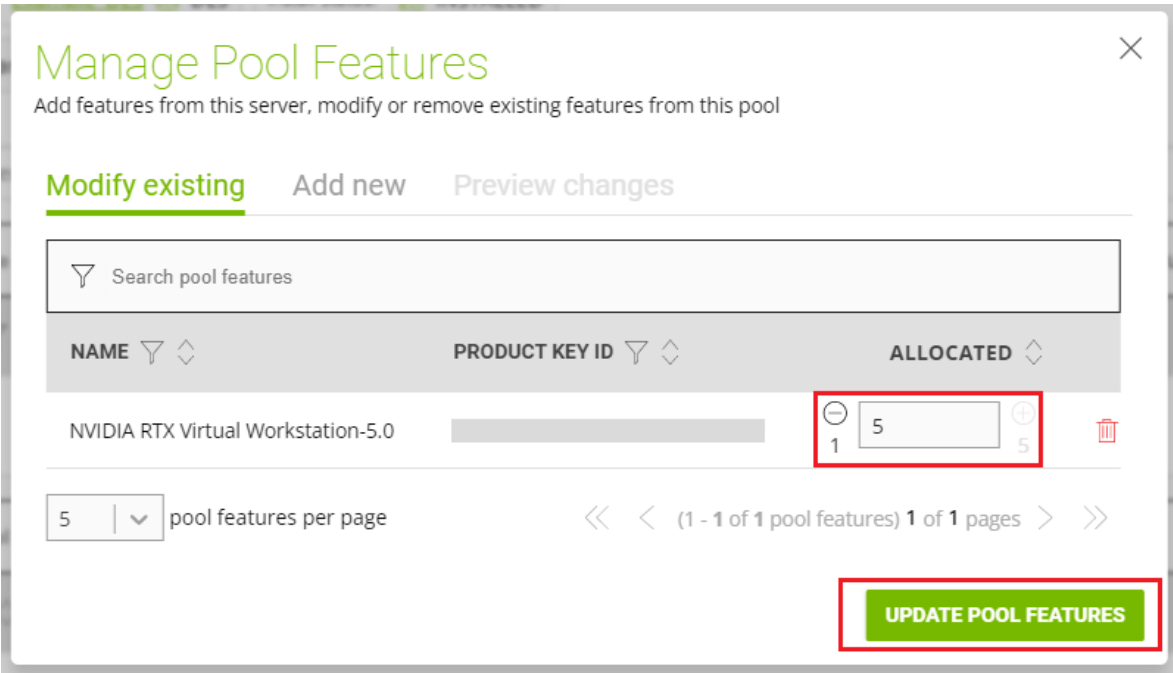 Manage Pool Features
Add features from this server, modify or remove existing features from this pool
Modify existing Add new Preview changes
Search pool features
NAME PRODUCT KEY ID ALLOCATED
NVIDIA RTX Virtual Workstation-5.0 5
1 5
5 pool features per page (1 - 1 of 1 pool features) 1 of 1 pages
UPDATE POOL FEATURES